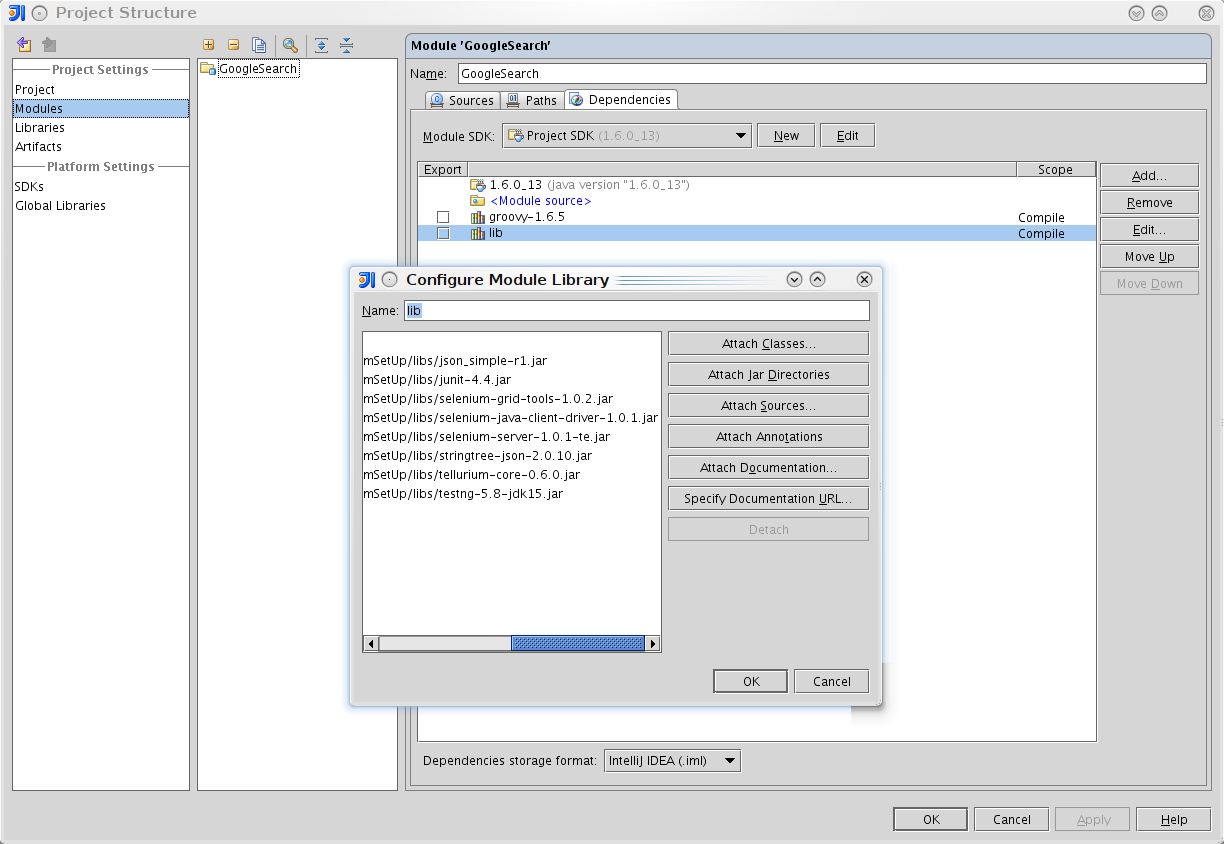 Project Structure
Project Settings
Project
Modules
Libraries
Artifacts
Platform Settings
SDKs
Global Libraries
GoogleSearch
Module 'GoogleSearch'
Name: GoogleSearch
Sources Paths Dependencies
Module SDK: Project SDK (1.6.0_13) New Edit
Export Scope
1.6.0_13 (java version "1.6.0_13")
<Module source>
groovy-1.6.5 Compile
lib Compile
Add...
Remove
Edit...
Move Up
Move Down
Configure Module Library
Name: lib
mSetUp/libs/json_simple-r1.jar
mSetUp/libs/junit-4.4.jar
mSetUp/libs/selenium-grid-tools-1.0.2.jar
mSetUp/libs/selenium-java-client-driver-1.0.1.jar
mSetUp/libs/selenium-server-1.0.1-te.jar
mSetUp/libs/stringtree-json-2.0.10.jar
mSetUp/libs/tellurium-core-0.6.0.jar
mSetUp/libs/testng-5.8-jdk15.jar
Attach Classes...
Attach Jar Directories
Attach Sources...
Attach Annotations
Attach Documentation...
Specify Documentation URL...
Detach
OK Cancel
Dependencies storage format: IntelliJ IDEA (.iml)
OK Cancel Apply Help